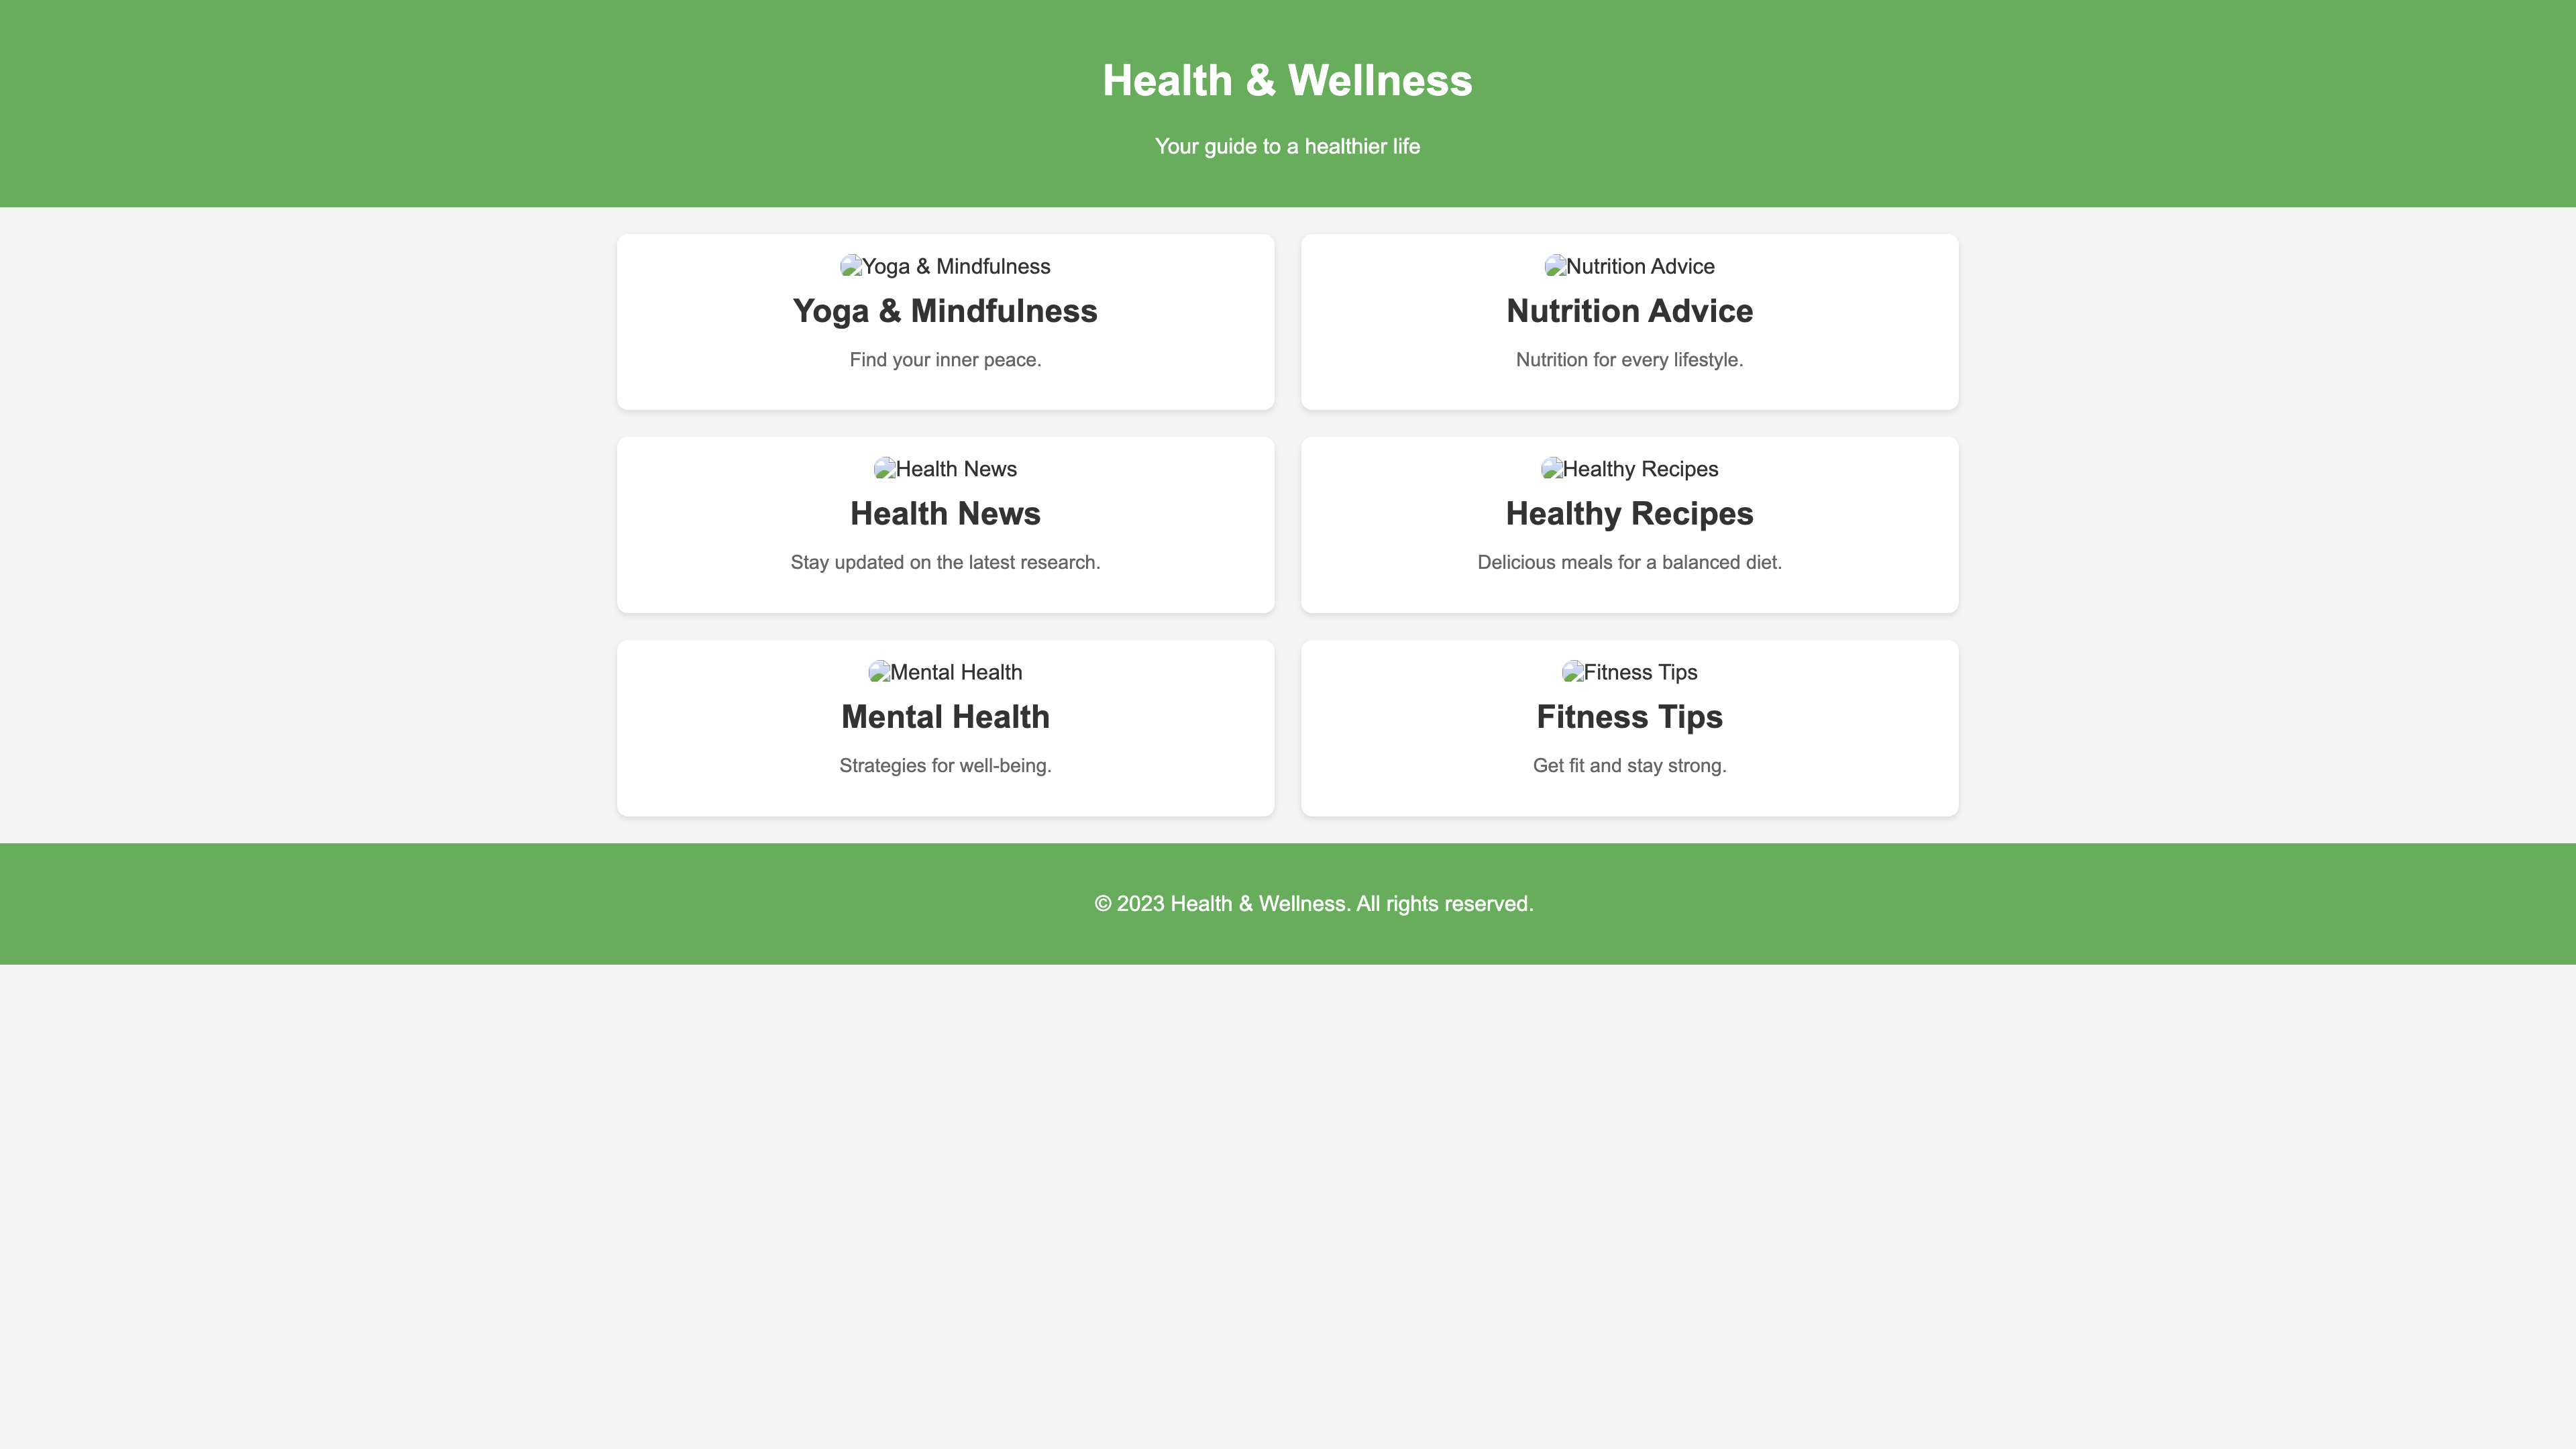 Health & Wellness
Your guide to a healthier life
Yoga & Mindfulness
Yoga & Mindfulness
Find your inner peace.
Nutrition Advice
Nutrition Advice
Nutrition for every lifestyle.
Health News
Health News
Stay updated on the latest research.
Healthy Recipes
Healthy Recipes
Delicious meals for a balanced diet.
Mental Health
Mental Health
Strategies for well-being.
Fitness Tips
Fitness Tips
Get fit and stay strong.
© 2023 Health & Wellness. All rights reserved.